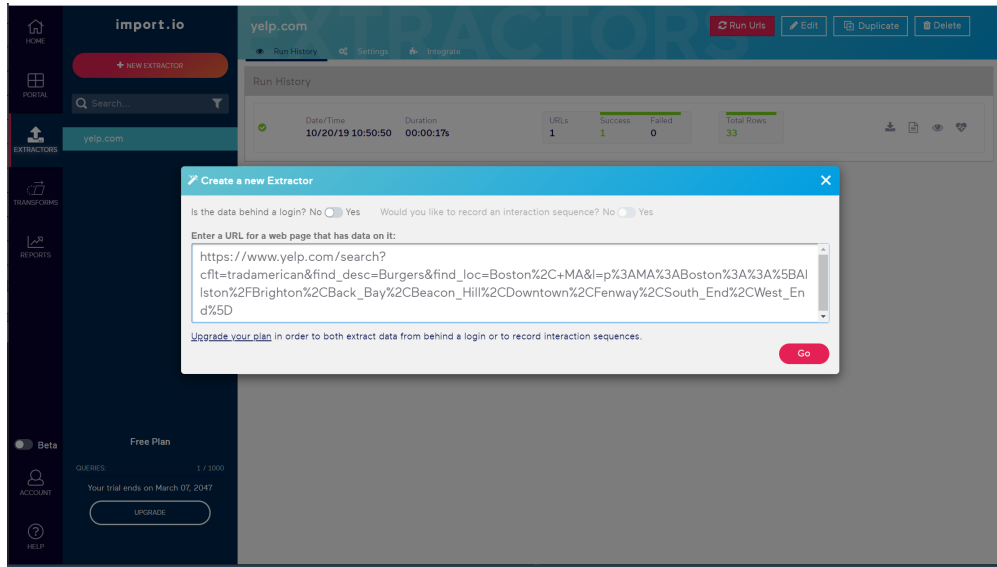 EXTRACTORS
import.io
yelp.com
Run Urls
Edit
Duplicate
Delete
HOME
Run History
Settings
Integrate
+ NEW EXTRACTOR
Run History
PORTAL
Search...
Date/Time
Duration
URLs
Success
Failed
Total Rows
10/20/19 10:50:50
00:00:17s
1
1
0
33
EXTRACTORS
yelp.com
Create a new Extractor
TRANSFORMS
Is the data behind a login? No Yes
Would you like to record an interaction sequence? No Yes
Enter a URL for a web page that has data on it:
REPORTS
https://www.yelp.com/search?
cflt=tradamerican&find_desc=Burgers&find_loc=Boston%2C+MA&l=p%3AMA%3ABoston%3A%3A%5BAl
lston%2FBrighton%2CBack_Bay%2CBeacon_Hill%2CDowntown%2CFenway%2CSouth_End%2CWest_En
d%5D
Upgrade your plan in order to both extract data from behind a login or to record interaction sequences.
Go
Beta
Free Plan
QUERIES:
1 / 1000
ACCOUNT
Your trial ends on March 07, 2047
UPGRADE
HELP